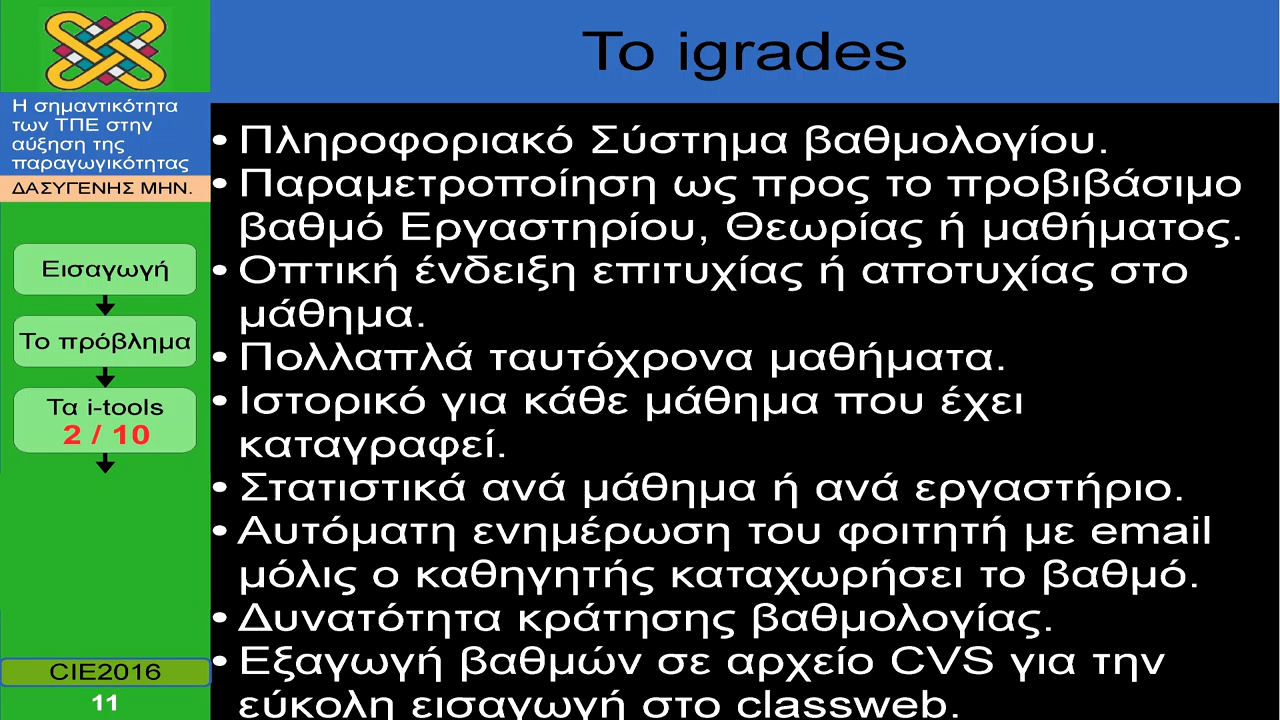 Το igrades
Η σημαντικότητα
των ΤΠΕ στην
αύξηση της
παραγωγικότητας
ΔΑΣΥΓΕΝΗΣ ΜΗΝ.
Εισαγωγή
Το πρόβλημα
Τα i-tools
2 / 10
CIE2016
11
• Πληροφοριακό Σύστημα βαθμολογίου.
• Παραμετροποίηση ως προς το προβιβάσιμο
βαθμό Εργαστηρίου, Θεωρίας ή μαθήματος.
• Οπτική ένδειξη επιτυχίας ή αποτυχίας στο
μάθημα.
• Πολλαπλά ταυτόχρονα μαθήματα.
• Ιστορικό για κάθε μάθημα που έχει
καταγραφεί.
• Στατιστικά ανά μάθημα ή ανά εργαστήριο.
• Αυτόματη ενημέρωση του φοιτητή με email
μόλις ο καθηγητής καταχωρήσει το βαθμό.
• Δυνατότητα κράτησης βαθμολογίας.
• Εξαγωγή βαθμών σε αρχείο CVS για την
εύκολη εισαγωγή στο classweb.